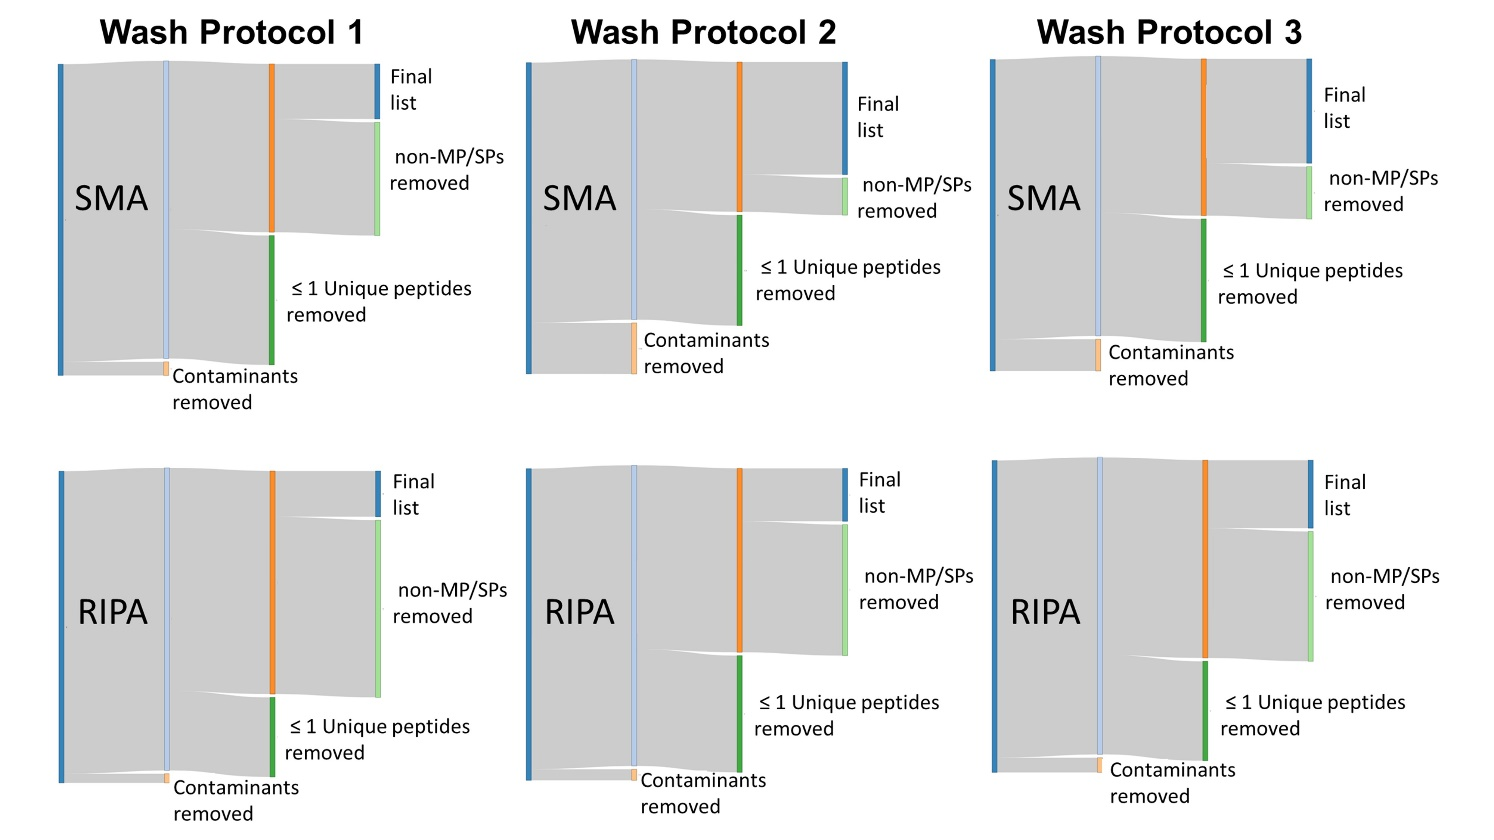 Wash Protocol 1
Wash Protocol 2
Wash Protocol 3
SMA
Final
list
non-MP/SPs
removed
≤ 1 Unique peptides
removed
Contaminants
removed
SMA
Final
list
non-MP/SPs
removed
≤ 1 Unique peptides
removed
Contaminants
removed
SMA
Final
list
non-MP/SPs
removed
≤ 1 Unique peptides
removed
Contaminants
removed
RIPA
Final
list
non-MP/SPs
removed
≤ 1 Unique peptides
removed
Contaminants
removed
RIPA
Final
list
non-MP/SPs
removed
≤ 1 Unique peptides
removed
Contaminants
removed
RIPA
Final
list
non-MP/SPs
removed
≤ 1 Unique peptides
removed
Contaminants
removed